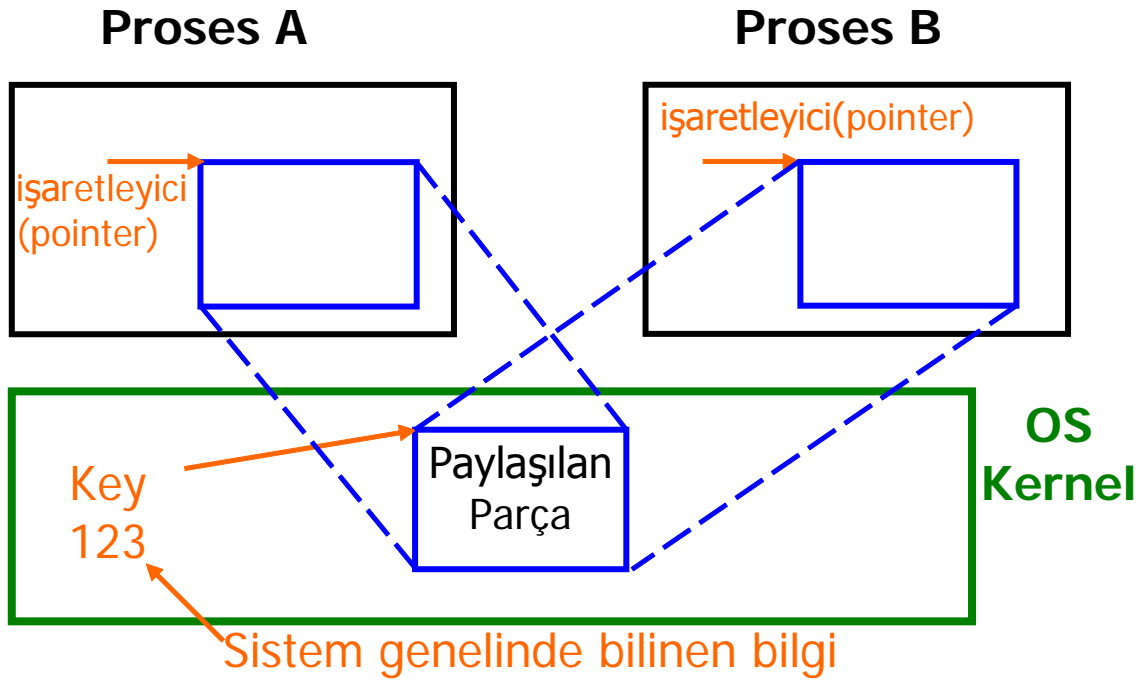 Proses A
Proses B
işaretleyici
(pointer)
işaretleyici(pointer)
OS
Kernel
Key
123
Paylaşılan
Parça
Sistem genelinde bilinen bilgi